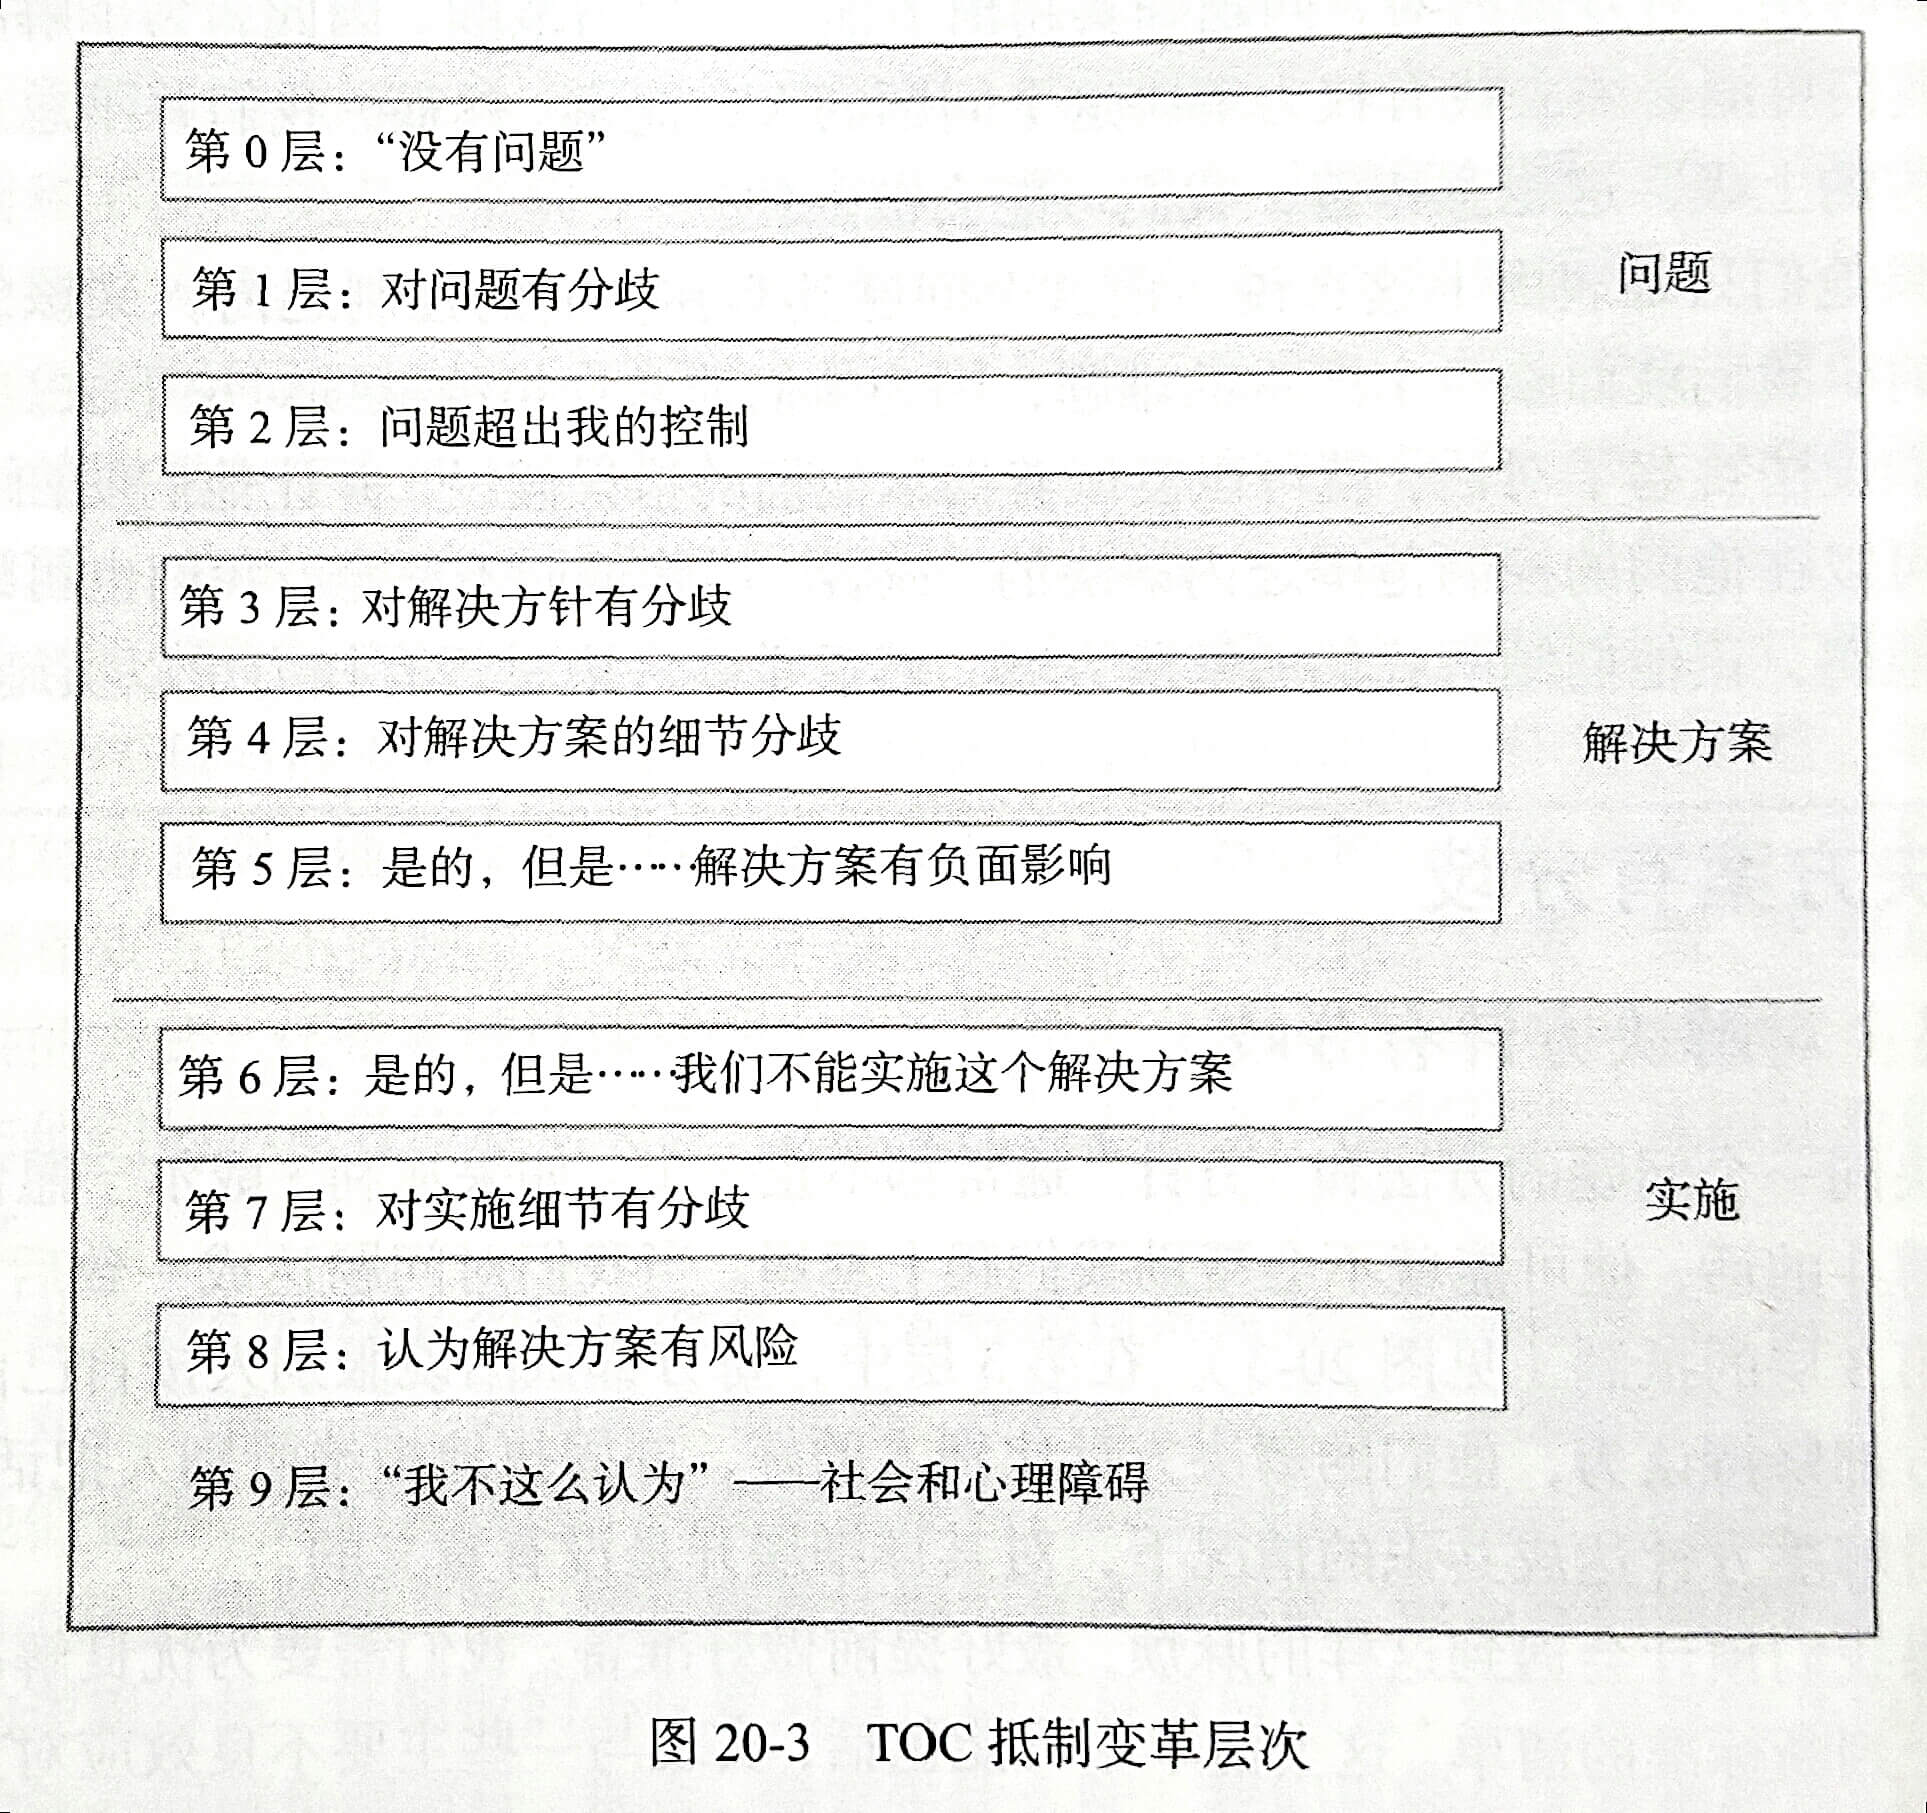 第 0 层：“没有问题”
第 1 层：对问题有分歧
问题
第 2 层：问题超出我的控制
第 3 层：对解决方针有分歧
第 4 层：对解决方案的细节分歧
解决方案
第 5 层：是的，但是……解决方案有负面影响
第 6 层：是的，但是……我们不能实施这个解决方案
第 7 层：对实施细节有分歧
实施
第 8 层：认为解决方案有风险
第 9 层：“我不这么认为”——社会和心理障碍
图 20-3 TOC 抵制变革层次